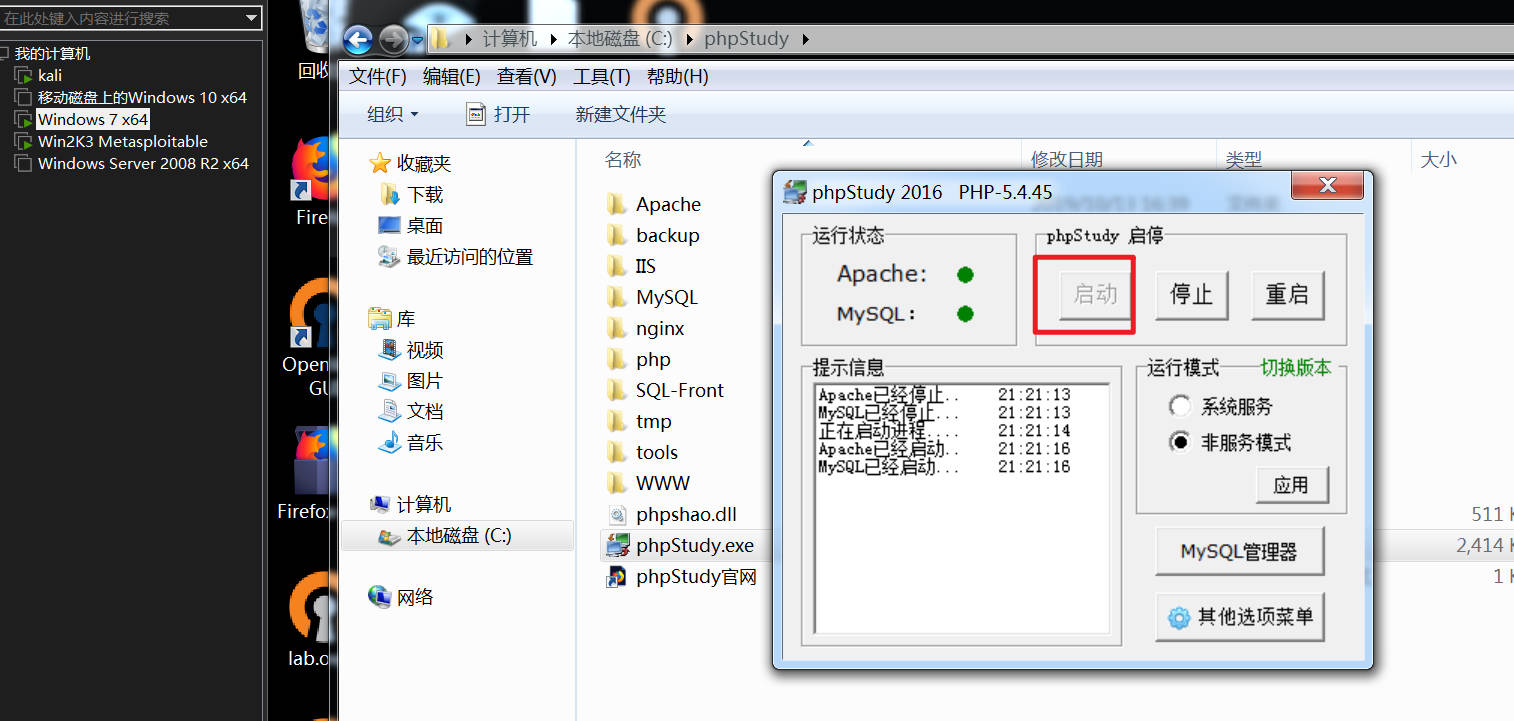 在此处键入内容进行搜索
我的计算机
kali
移动磁盘上的Windows 10 x64
Windows 7 x64
Win2K3 Metasploitable
Windows Server 2008 R2 x64
回收
Fire
Open
GU
Firefo
lab.o
计算机 本地磁盘 (C:) phpStudy
文件(F) 编辑(E) 查看(V) 工具(T) 帮助(H)
组织 打开 新建文件夹
收藏夹
下载
桌面
最近访问的位置
库
视频
图片
文档
音乐
计算机
本地磁盘 (C:)
网络
名称 修改日期 类型 大小
Apache
backup
IIS
MySQL
nginx
php
SQL-Front
tmp
tools
WWW
phpshao.dll 511 K
phpStudy.exe 2,414 K
phpStudy官网 1 K
phpStudy 2016 PHP-5.4.45
运行状态
Apache:
MySQL:
phpStudy 启停
启动 停止 重启
提示信息
Apache已经停止.. 21:21:13
MySQL已经停止... 21:21:13
正在启动进程.... 21:21:14
Apache已经启动.. 21:21:16
MySQL已经启动... 21:21:16
运行模式 切换版本
系统服务
非服务模式
应用
MySQL管理器
其他选项菜单